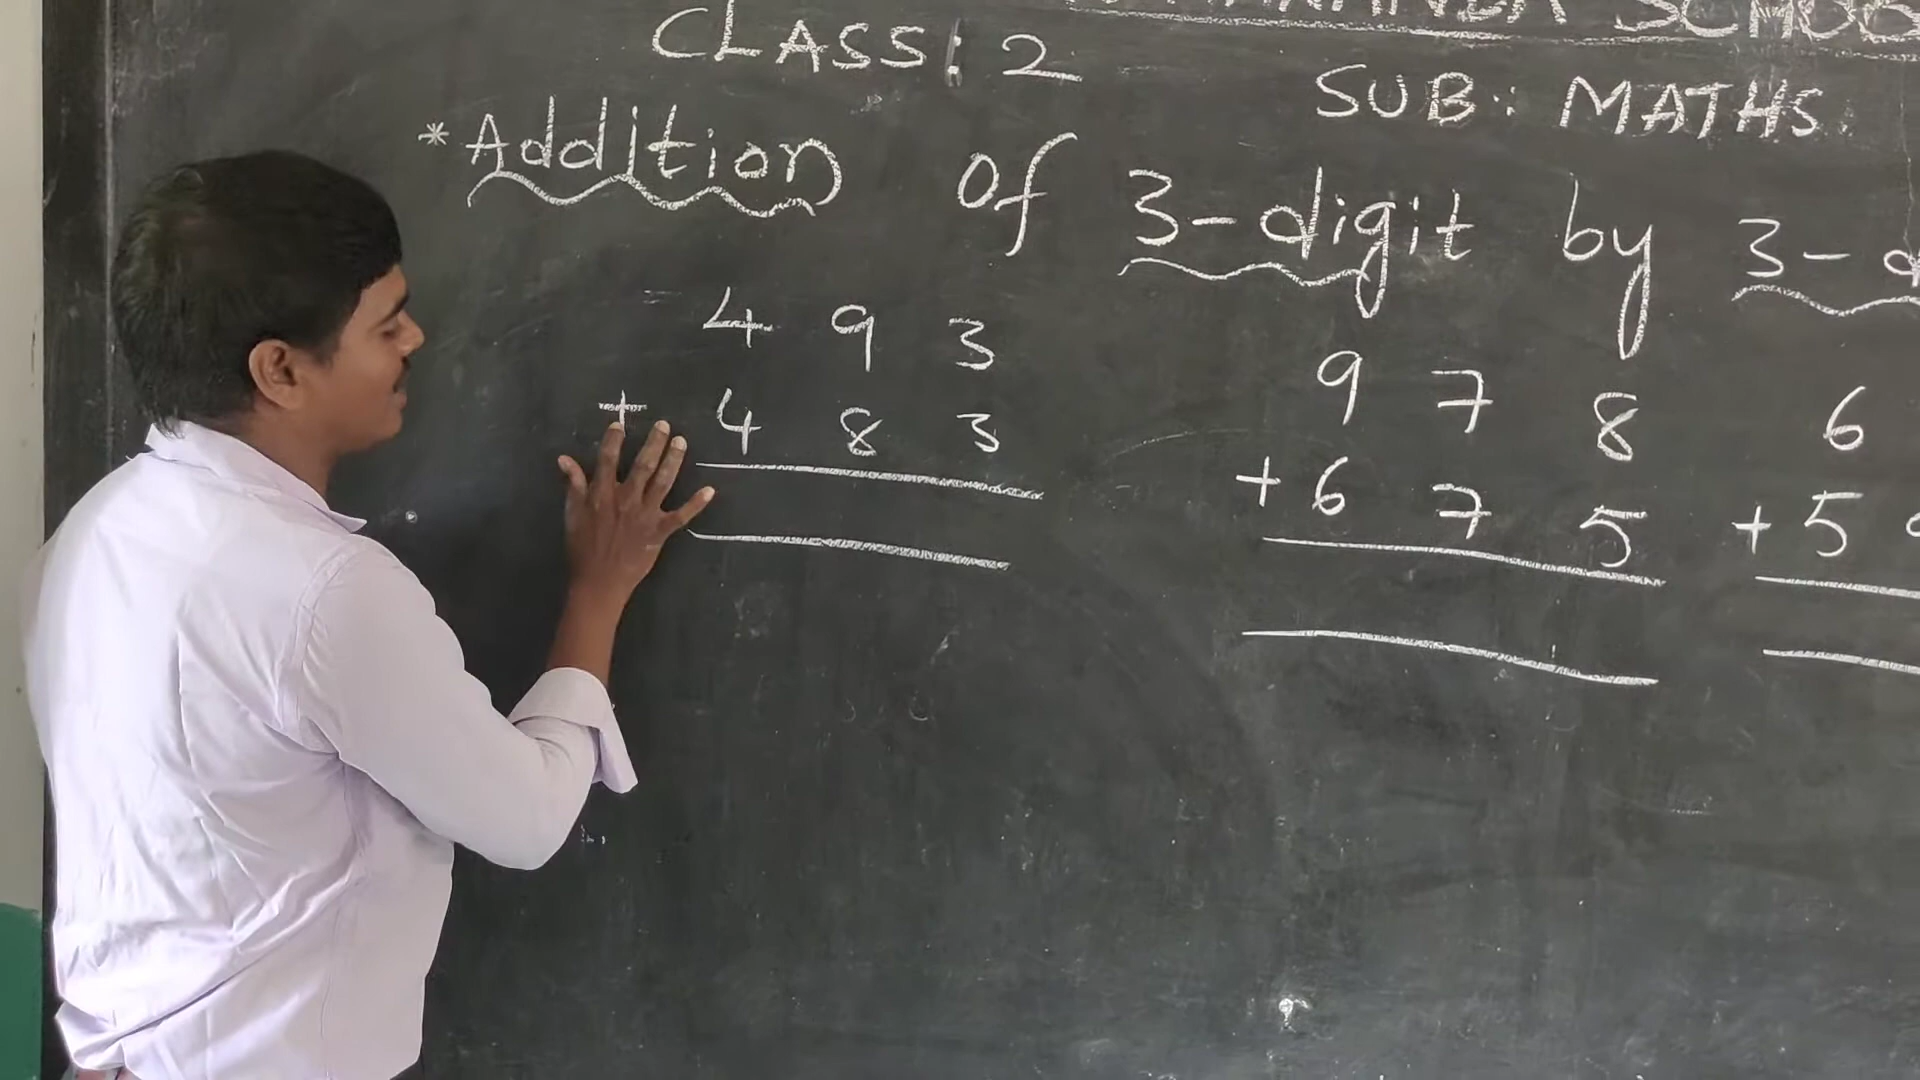 SCHOO
CLASS: 2
SUB: MATHS.
*Addition of 3-digit by 3-d
4 9 3
+ 4 8 3
9 7 8
+ 6 7 5
6
+ 5